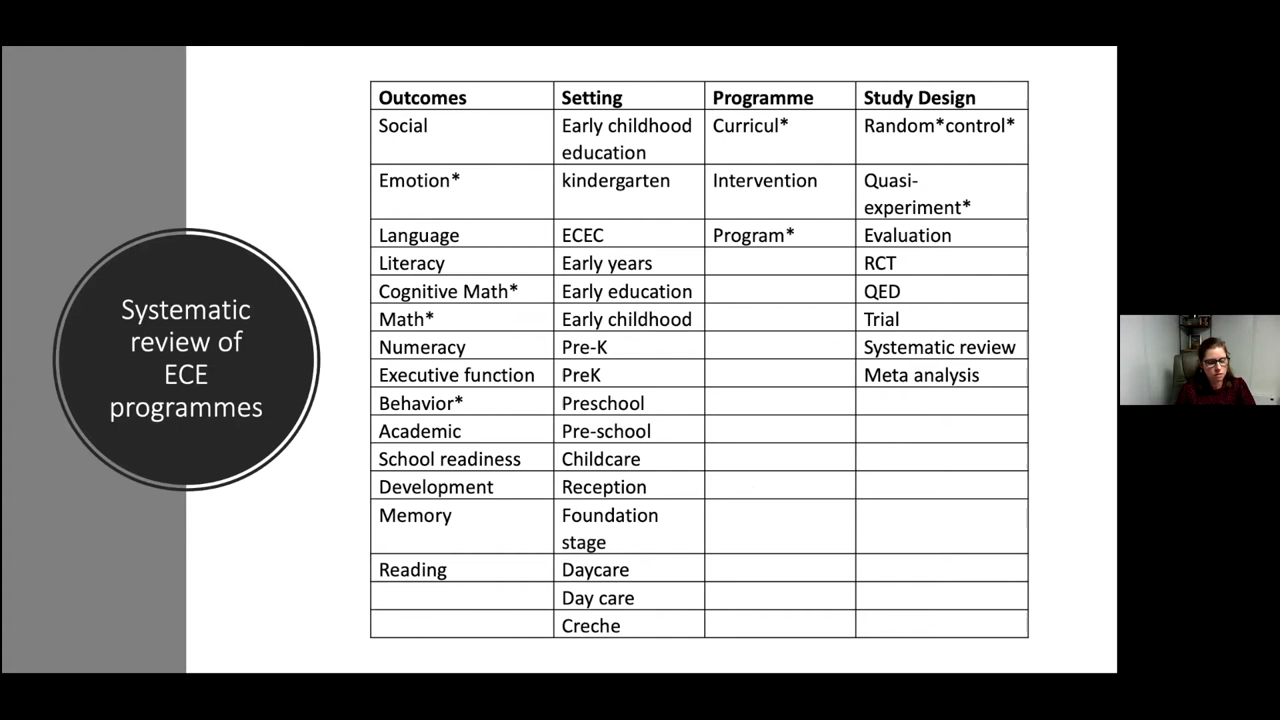 Systematic
review of
ECE
programmes
Outcomes Setting Programme Study Design
Social Early childhood education Curricul* Random*control*
Emotion* kindergarten Intervention Quasi-experiment*
Language ECEC Program* Evaluation
Literacy Early years RCT
Cognitive Math* Early education QED
Math* Early childhood Trial
Numeracy Pre-K Systematic review
Executive function PreK Meta analysis
Behavior* Preschool
Academic Pre-school
School readiness Childcare
Development Reception
Memory Foundation stage
Reading Daycare
Day care
Creche